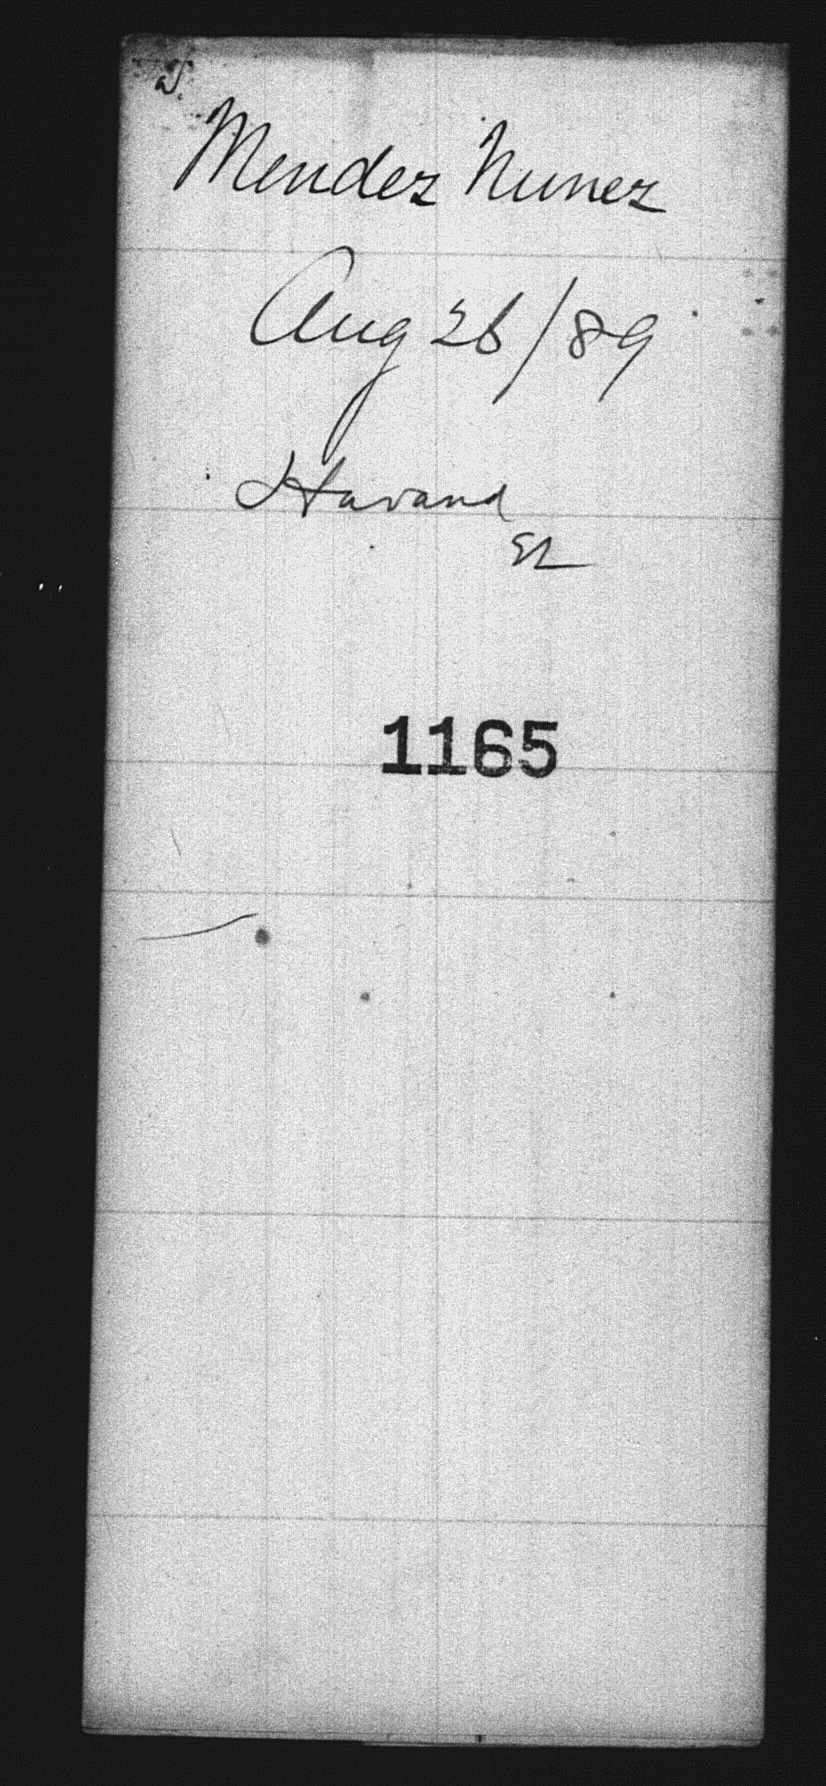 Mendez Nunez
Aug 26/89
Havana
1165